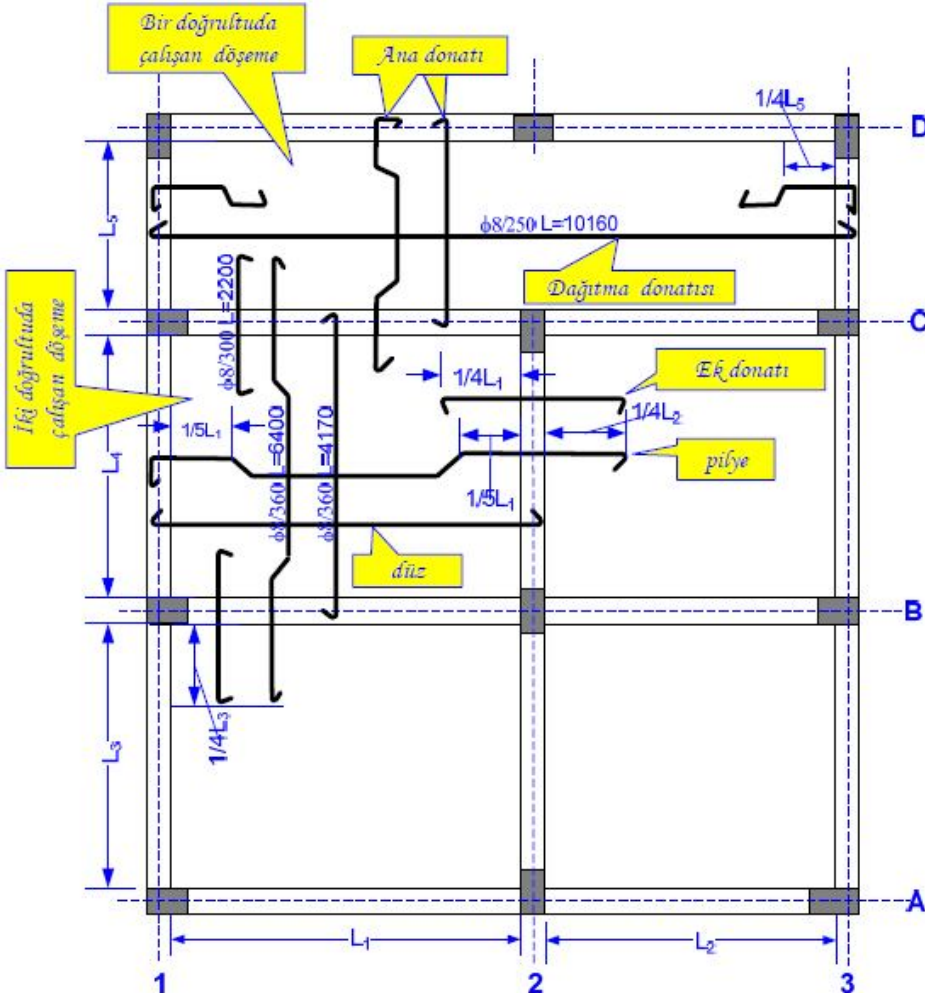 Bir doğrultuda
çalışan döşeme
Ana donatı
1/4L5
D
L5
ϕ8/250 L=10160
Dağıtma donatısı
ϕ8/300 L=2200
İki doğrultuda
çalışan döşeme
C
1/4L1
Ek donatı
1/4L2
1/5L1
L4
ϕ8/360 L=6400
ϕ8/360 L=4170
pilye
1/5L1
düz
B
1/4L3
L3
A
L1
L2
1
2
3